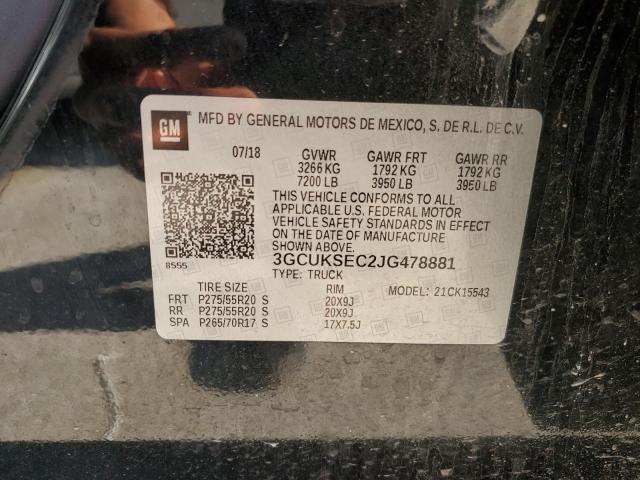 GM
MFD BY GENERAL MOTORS DE MEXICO, S. DE R.L. DE C.V.
07/18 GVWR GAWR FRT GAWR RR
3266 KG 1792 KG 1792 KG
7200 LB 3950 LB 3950 LB
THIS VEHICLE CONFORMS TO ALL
APPLICABLE U.S. FEDERAL MOTOR
VEHICLE SAFETY STANDARDS IN EFFECT
ON THE DATE OF MANUFACTURE
SHOWN ABOVE.
8555
3GCUKSEC2JG478881
TYPE: TRUCK
TIRE SIZE RIM MODEL: 21CK15543
FRT P275/55R20 S 20X9J
RR P275/55R20 S 20X9J
SPA P265/70R17 S 17X7.5J